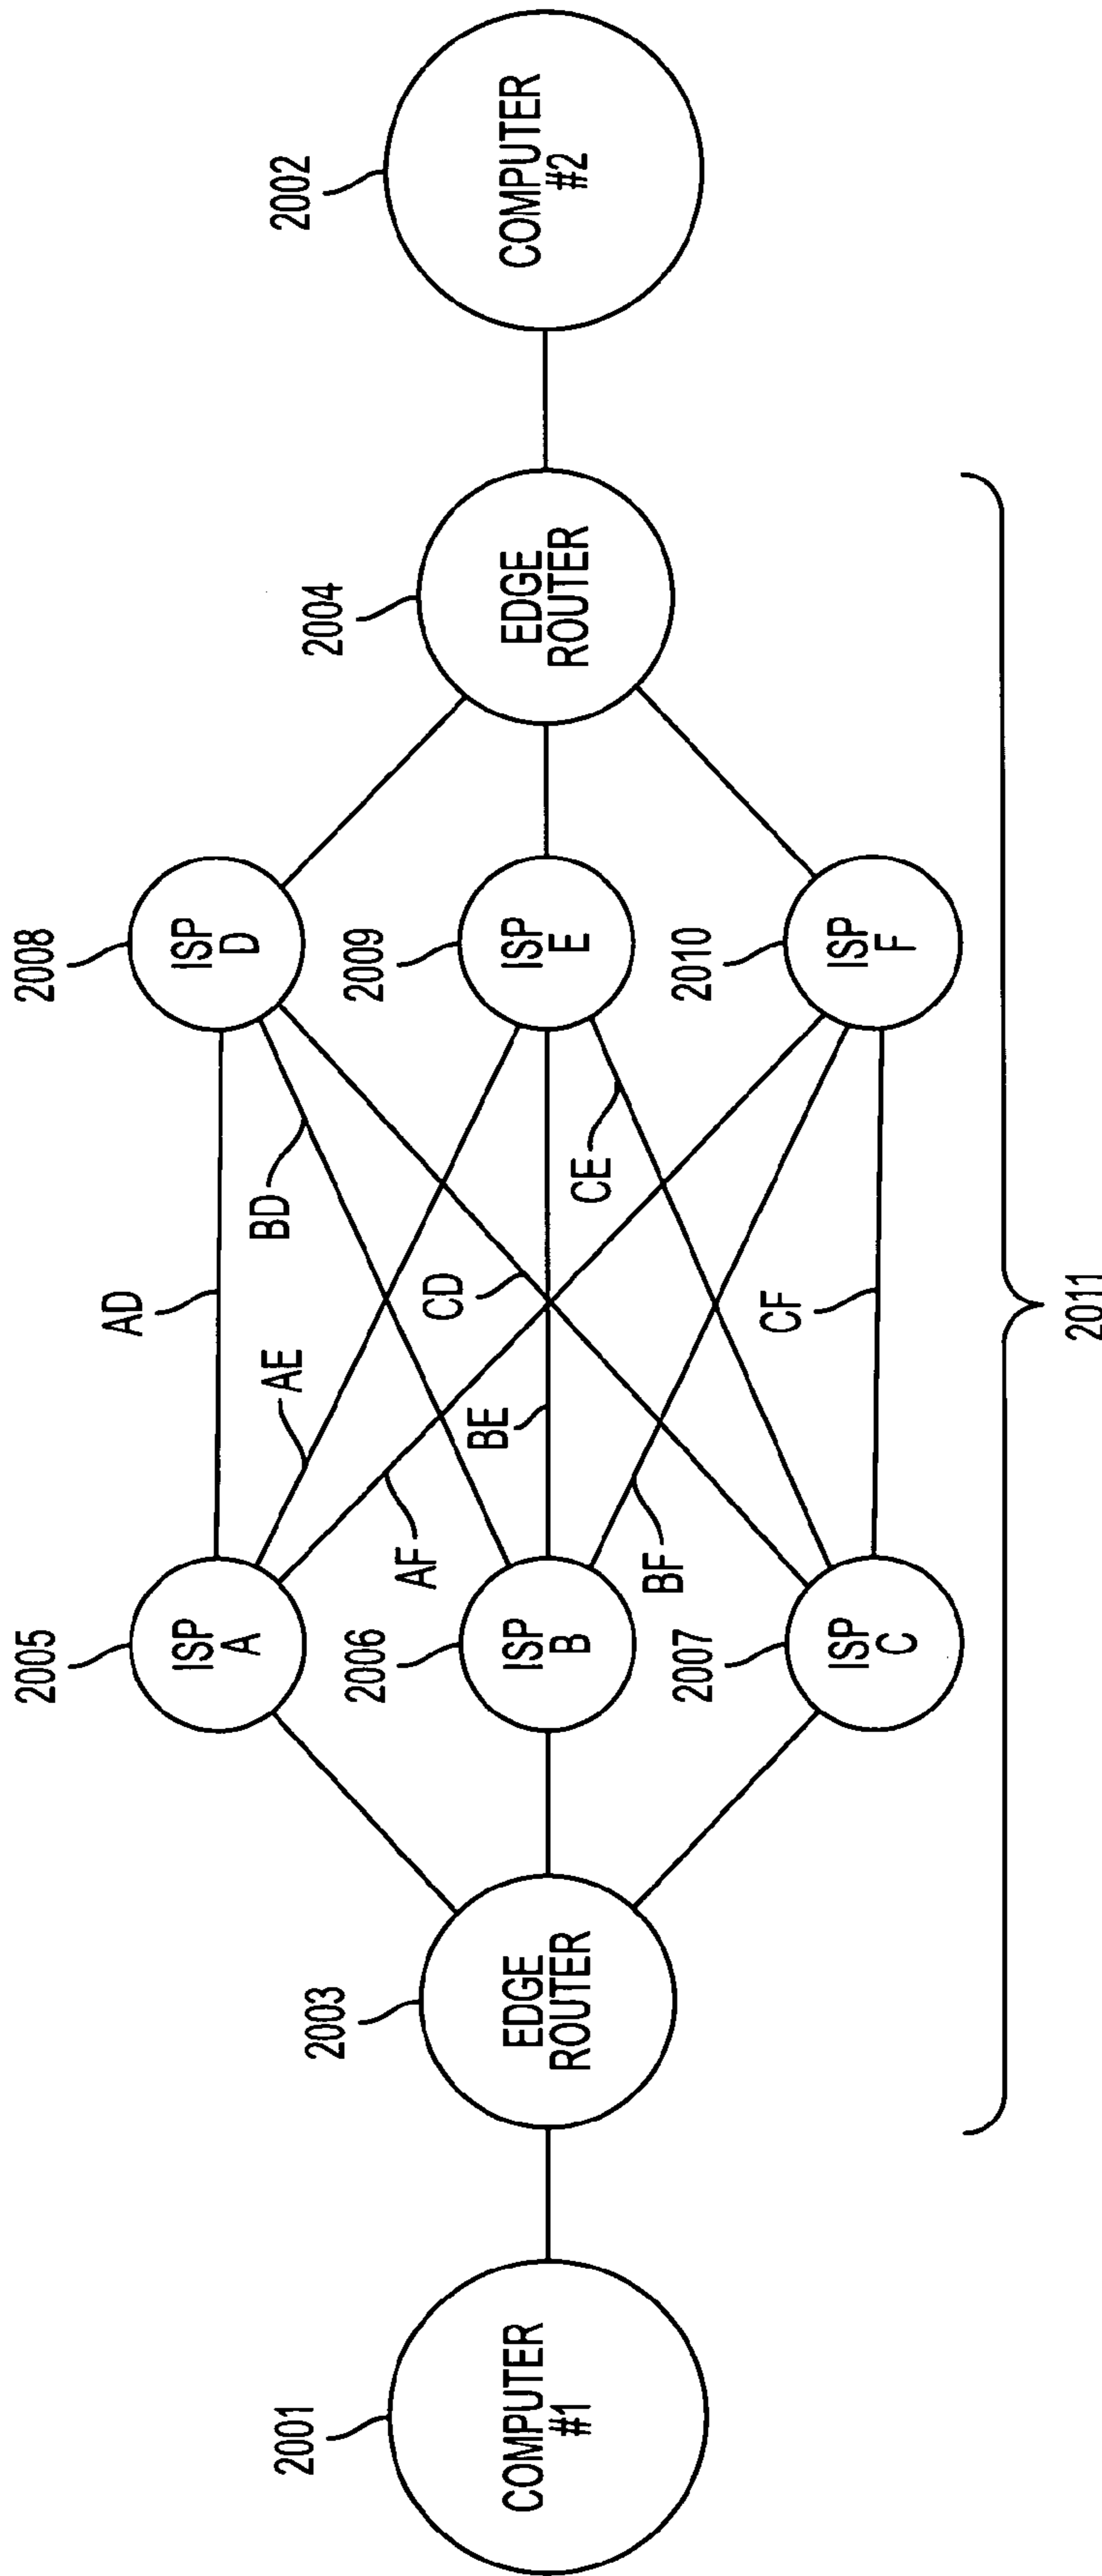 2001
COMPUTER
#1
2003
EDGE
ROUTER
2005
ISP
A
2006
ISP
B
2007
ISP
C
AD
AE
AF
BD
BE
BF
CD
CE
CF
2008
ISP
D
2009
ISP
E
2010
ISP
F
2004
EDGE
ROUTER
2002
COMPUTER
#2
2011